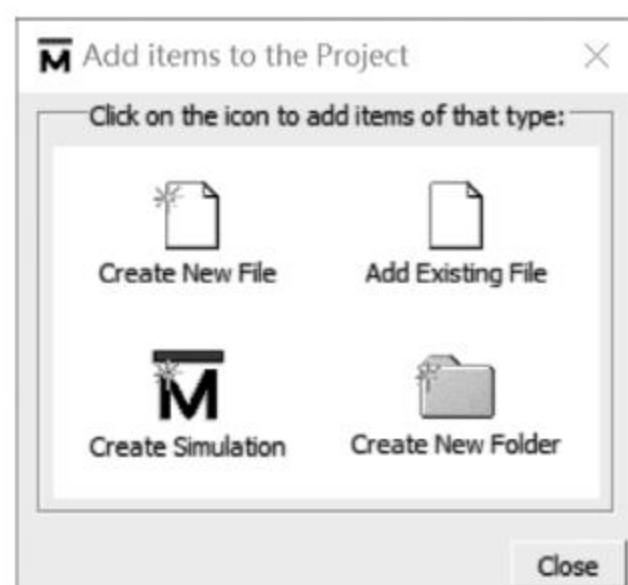 M Add items to the Project
Click on the icon to add items of that type:
Create New File Add Existing File
M
Create Simulation Create New Folder
Close